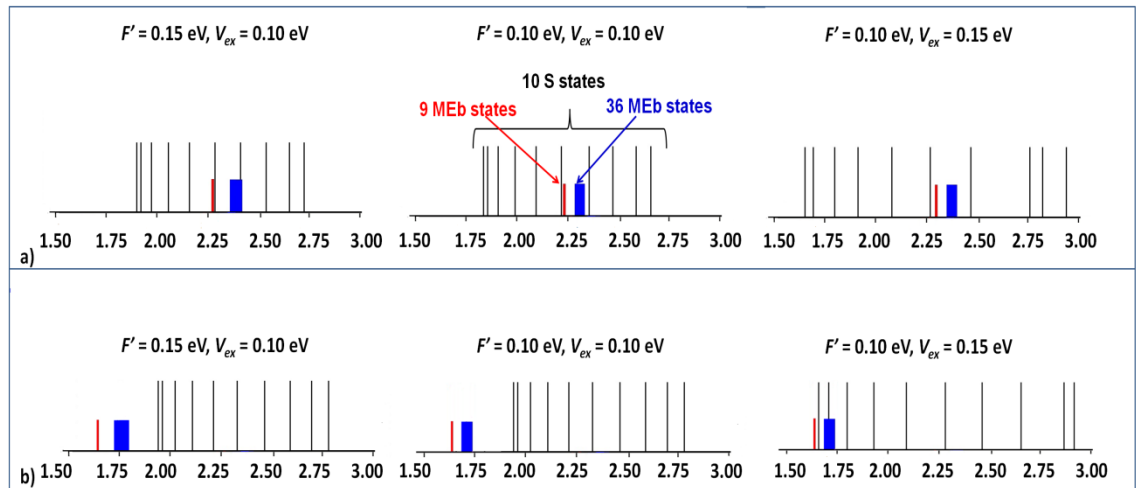 F' = 0.15 eV, Vex = 0.10 eV
F' = 0.10 eV, Vex = 0.10 eV
F' = 0.10 eV, Vex = 0.15 eV
10 S states
9 MEb states
36 MEb states
1.50 1.75 2.00 2.25 2.50 2.75 3.00
1.50 1.75 2.00 2.25 2.50 2.75 3.00
1.50 1.75 2.00 2.25 2.50 2.75 3.00
a)
F' = 0.15 eV, Vex = 0.10 eV
F' = 0.10 eV, Vex = 0.10 eV
F' = 0.10 eV, Vex = 0.15 eV
1.50 1.75 2.00 2.25 2.50 2.75 3.00
1.50 1.75 2.00 2.25 2.50 2.75 3.00
1.50 1.75 2.00 2.25 2.50 2.75 3.00
b)